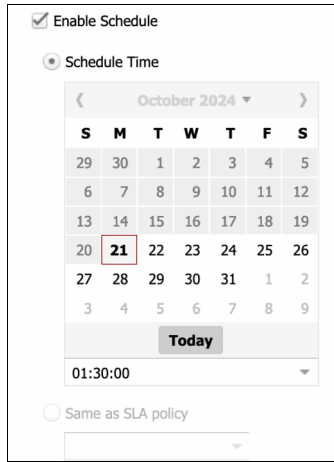 Enable Schedule
Schedule Time
October 2024
S M T W T F S
29 30 1 2 3 4 5
6 7 8 9 10 11 12
13 14 15 16 17 18 19
20 21 22 23 24 25 26
27 28 29 30 31 1 2
3 4 5 6 7 8 9
Today
01:30:00
Same as SLA policy